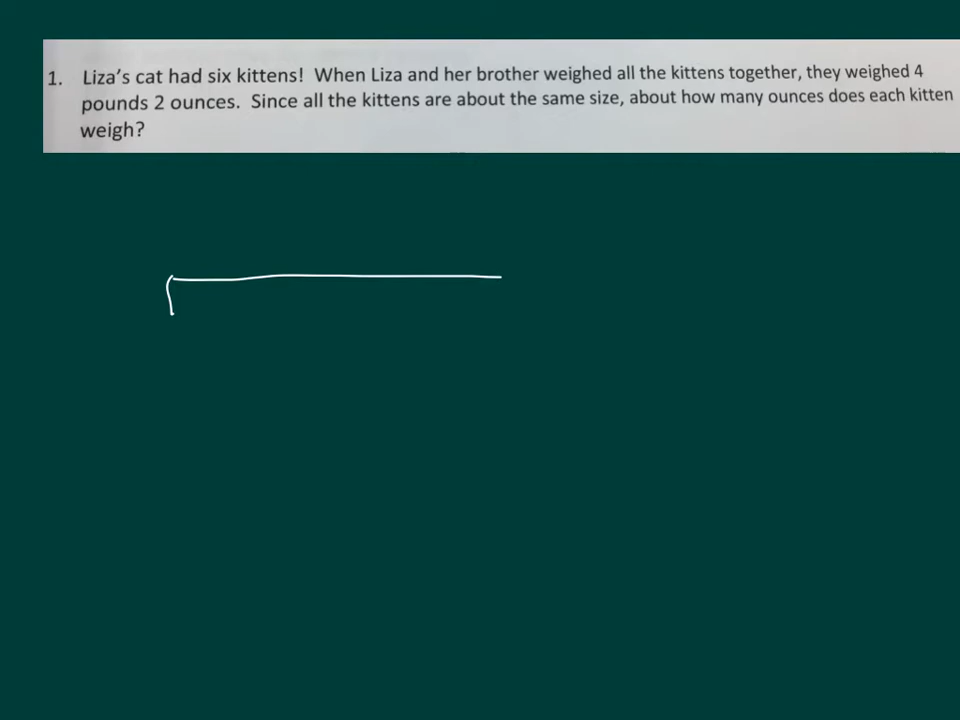 1. Liza's cat had six kittens! When Liza and her brother weighed all the kittens together, they weighed 4
pounds 2 ounces. Since all the kittens are about the same size, about how many ounces does each kitten
weigh?